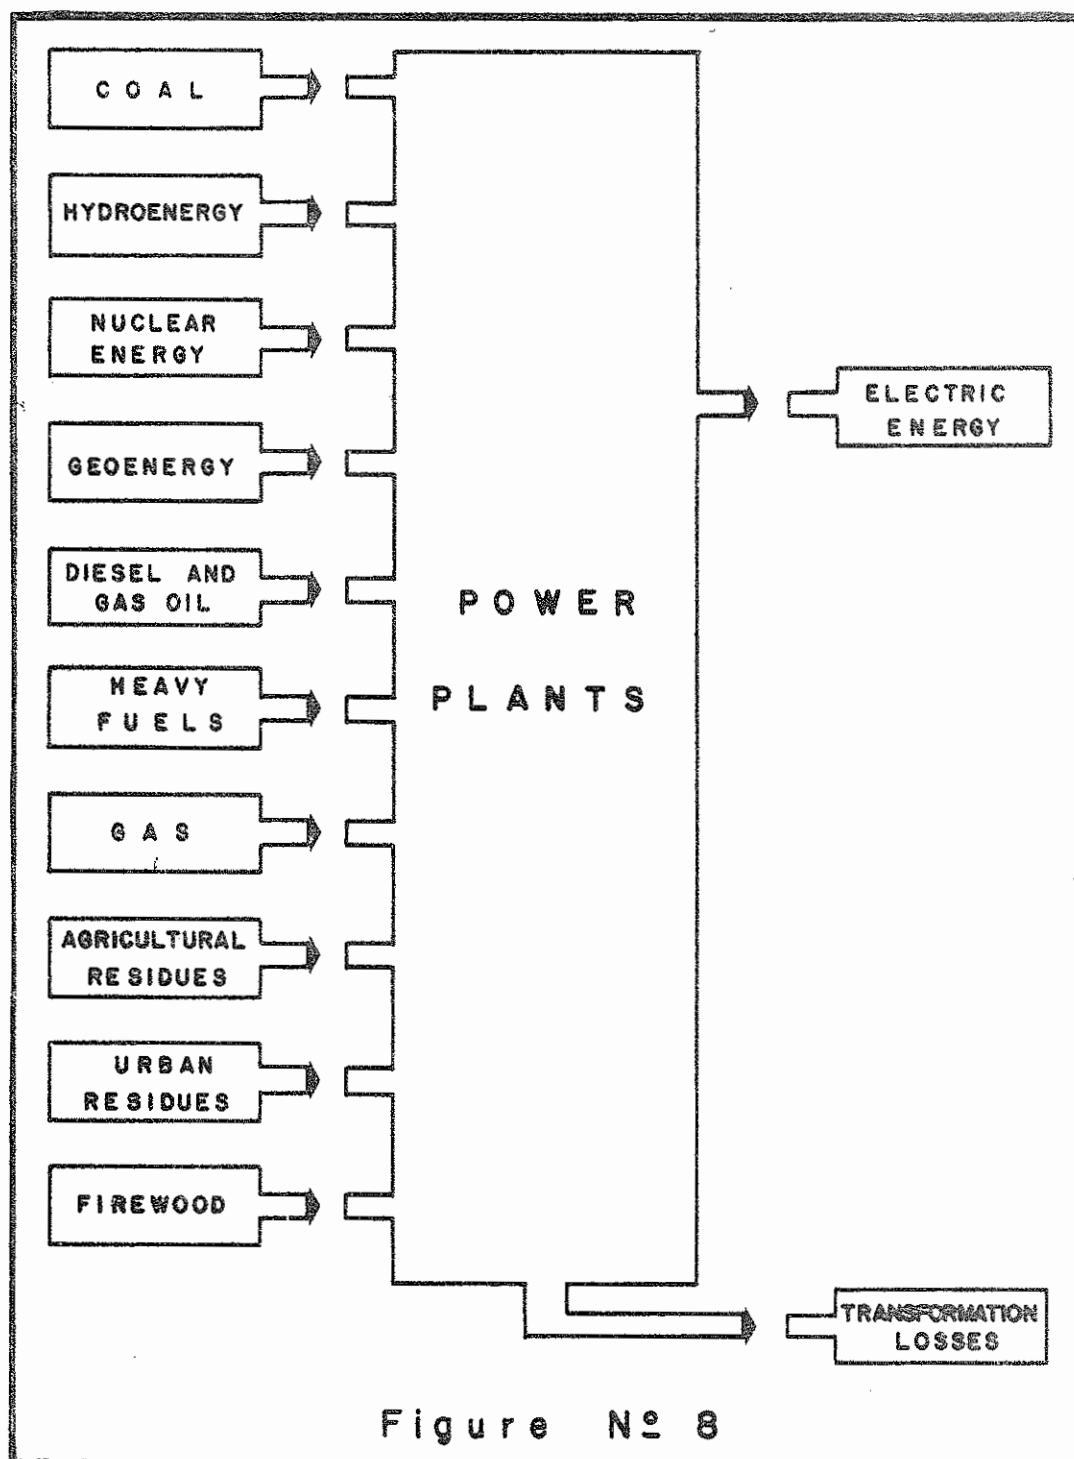 COAL
HYDROENERGY
NUCLEAR
ENERGY
GEOENERGY
DIESEL AND
GAS OIL
HEAVY
FUELS
GAS
AGRICULTURAL
RESIDUES
URBAN
RESIDUES
FIREWOOD
POWER
PLANTS
ELECTRIC
ENERGY
TRANSFORMATION
LOSSES
Figure Nº 8